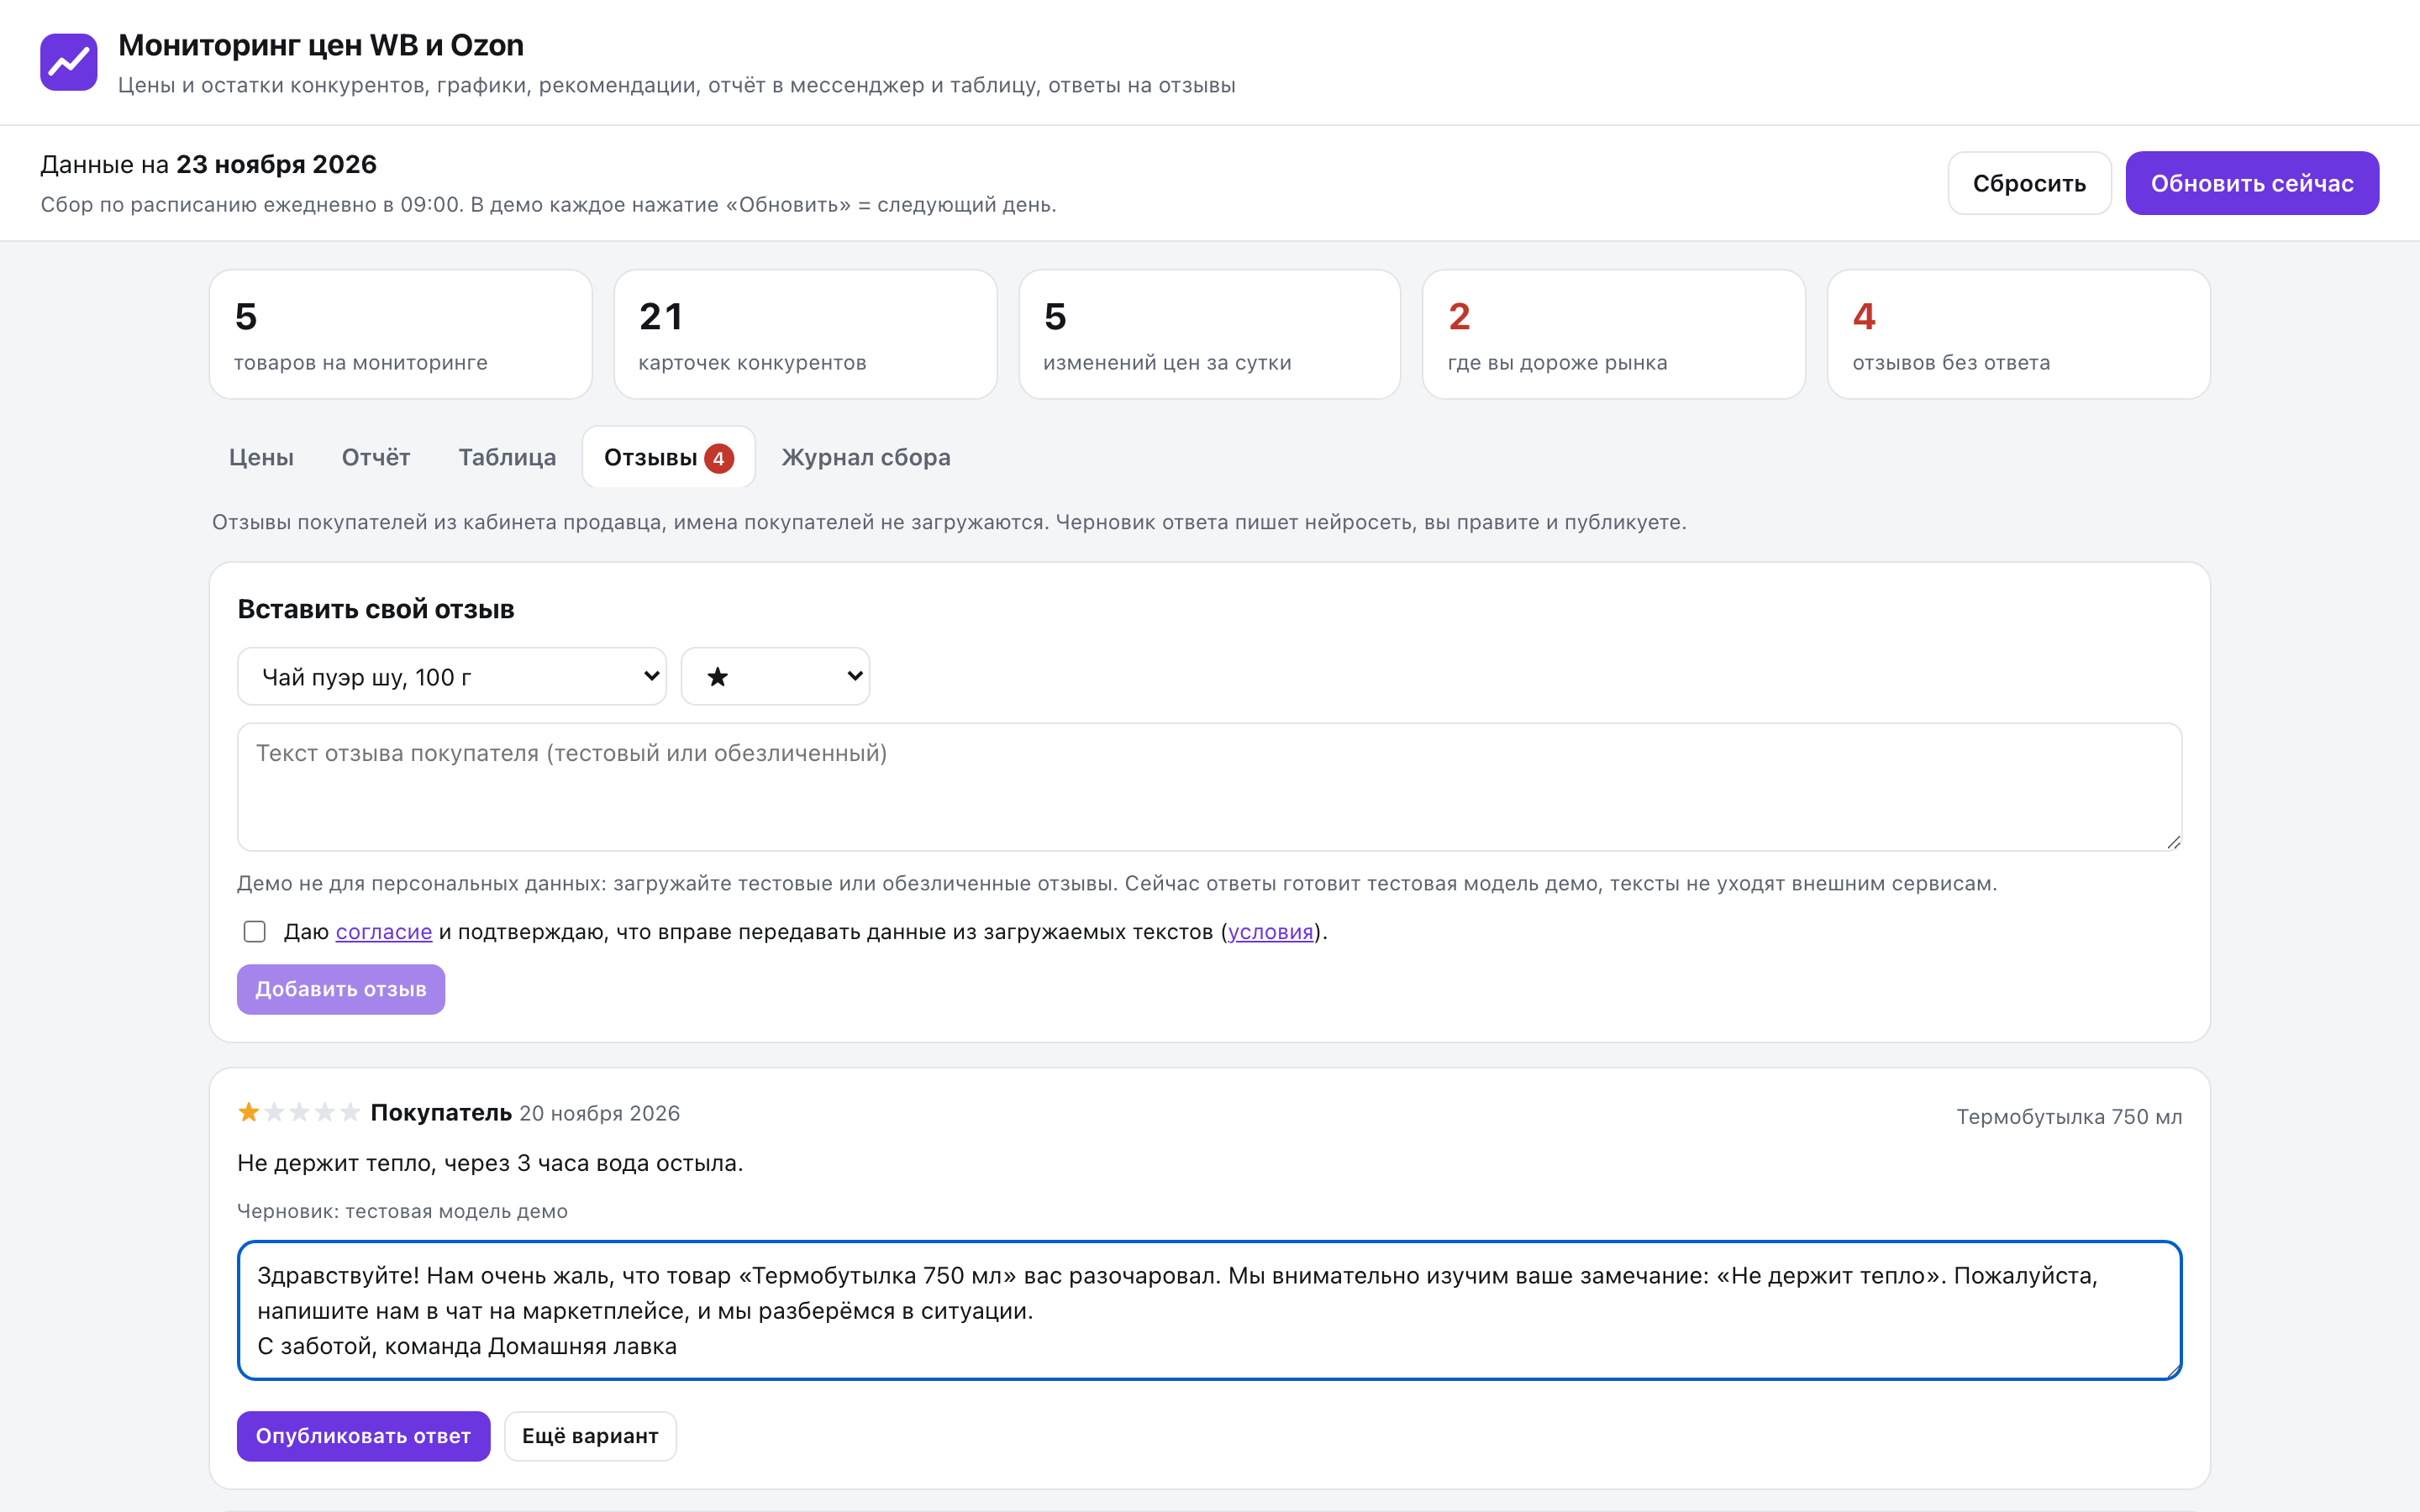 Мониторинг цен WB и Ozon
Цены и остатки конкурентов, графики, рекомендации, отчёт в мессенджер и таблицу, ответы на отзывы
Данные на 23 ноября 2026
Сбор по расписанию ежедневно в 09:00. В демо каждое нажатие «Обновить» = следующий день.
Сбросить
Обновить сейчас
5
товаров на мониторинге
21
карточек конкурентов
5
изменений цен за сутки
2
где вы дороже рынка
4
отзывов без ответа
Цены
Отчёт
Таблица
Отзывы 4
Журнал сбора
Отзывы покупателей из кабинета продавца, имена покупателей не загружаются. Черновик ответа пишет нейросеть, вы правите и публикуете.
Вставить свой отзыв
Чай пуэр шу, 100 г
★
Текст отзыва покупателя (тестовый или обезличенный)
Демо не для персональных данных: загружайте тестовые или обезличенные отзывы. Сейчас ответы готовит тестовая модель демо, тексты не уходят внешним сервисам.
Даю согласие и подтверждаю, что вправе передавать данные из загружаемых текстов (условия).
Добавить отзыв
★★★★★ Покупатель 20 ноября 2026
Термобутылка 750 мл
Не держит тепло, через 3 часа вода остыла.
Черновик: тестовая модель демо
Здравствуйте! Нам очень жаль, что товар «Термобутылка 750 мл» вас разочаровал. Мы внимательно изучим ваше замечание: «Не держит тепло». Пожалуйста,
напишите нам в чат на маркетплейсе, и мы разберёмся в ситуации.
С заботой, команда Домашняя лавка
Опубликовать ответ
Ещё вариант